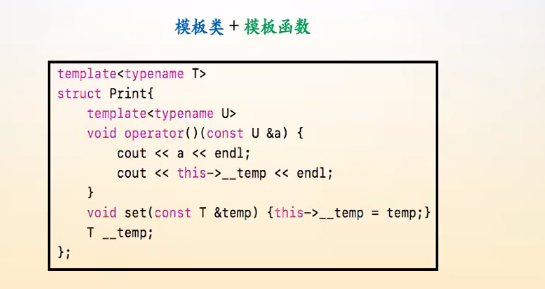 模板类 + 模板函数
template<typename T>
struct Print{
    template<typename U>
    void operator()(const U &a) {
        cout << a << endl;
        cout << this->__temp << endl;
    }
    void set(const T &temp) {this->__temp = temp;}
    T __temp;
};